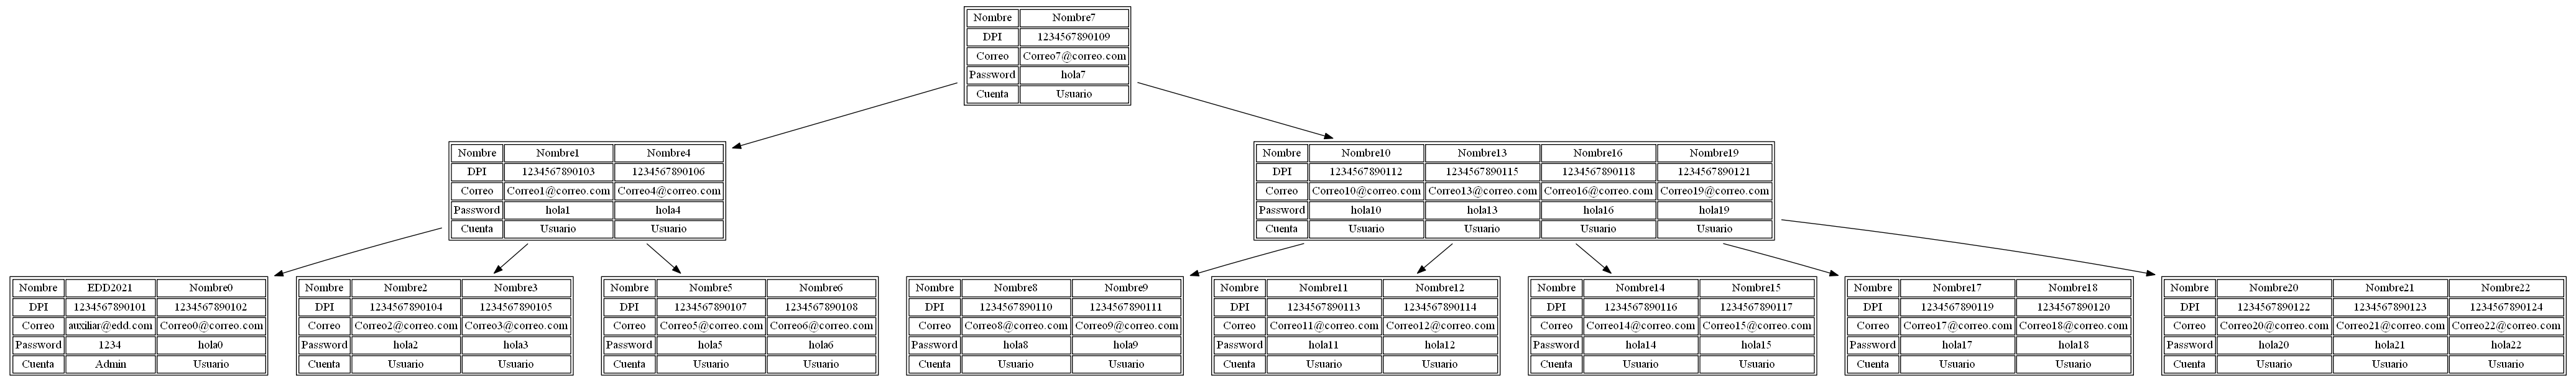 Nombre Nombre7
DPI 1234567890109
Correo Correo7@correo.com
Password hola7
Cuenta Usuario
Nombre Nombre1 Nombre4
DPI 1234567890103 1234567890106
Correo Correo1@correo.com Correo4@correo.com
Password hola1 hola4
Cuenta Usuario Usuario
Nombre Nombre10 Nombre13 Nombre16 Nombre19
DPI 1234567890112 1234567890115 1234567890118 1234567890121
Correo Correo10@correo.com Correo13@correo.com Correo16@correo.com Correo19@correo.com
Password hola10 hola13 hola16 hola19
Cuenta Usuario Usuario Usuario Usuario
Nombre EDD2021 Nombre0
DPI 1234567890101 1234567890102
Correo auxiliar@edd.com Correo0@correo.com
Password 1234 hola0
Cuenta Admin Usuario
Nombre Nombre2 Nombre3
DPI 1234567890104 1234567890105
Correo Correo2@correo.com Correo3@correo.com
Password hola2 hola3
Cuenta Usuario Usuario
Nombre Nombre5 Nombre6
DPI 1234567890107 1234567890108
Correo Correo5@correo.com Correo6@correo.com
Password hola5 hola6
Cuenta Usuario Usuario
Nombre Nombre8 Nombre9
DPI 1234567890110 1234567890111
Correo Correo8@correo.com Correo9@correo.com
Password hola8 hola9
Cuenta Usuario Usuario
Nombre Nombre11 Nombre12
DPI 1234567890113 1234567890114
Correo Correo11@correo.com Correo12@correo.com
Password hola11 hola12
Cuenta Usuario Usuario
Nombre Nombre14 Nombre15
DPI 1234567890116 1234567890117
Correo Correo14@correo.com Correo15@correo.com
Password hola14 hola15
Cuenta Usuario Usuario
Nombre Nombre17 Nombre18
DPI 1234567890119 1234567890120
Correo Correo17@correo.com Correo18@correo.com
Password hola17 hola18
Cuenta Usuario Usuario
Nombre Nombre20 Nombre21 Nombre22
DPI 1234567890122 1234567890123 1234567890124
Correo Correo20@correo.com Correo21@correo.com Correo22@correo.com
Password hola20 hola21 hola22
Cuenta Usuario Usuario Usuario